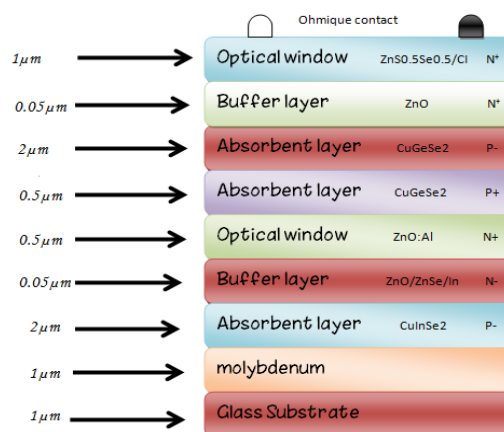 Ohmique contact
1μm Optical window ZnS0.5Se0.5/Cl N⁺
0.05μm Buffer layer ZnO N⁺
2μm Absorbent layer CuGeSe2 P-
0.5μm Absorbent layer CuGeSe2 P+
0.5μm Optical window ZnO:Al N+
0.05μm Buffer layer ZnO/ZnSe/In N-
2μm Absorbent layer CuInSe2 P-
1μm molybdenum
1μm Glass Substrate